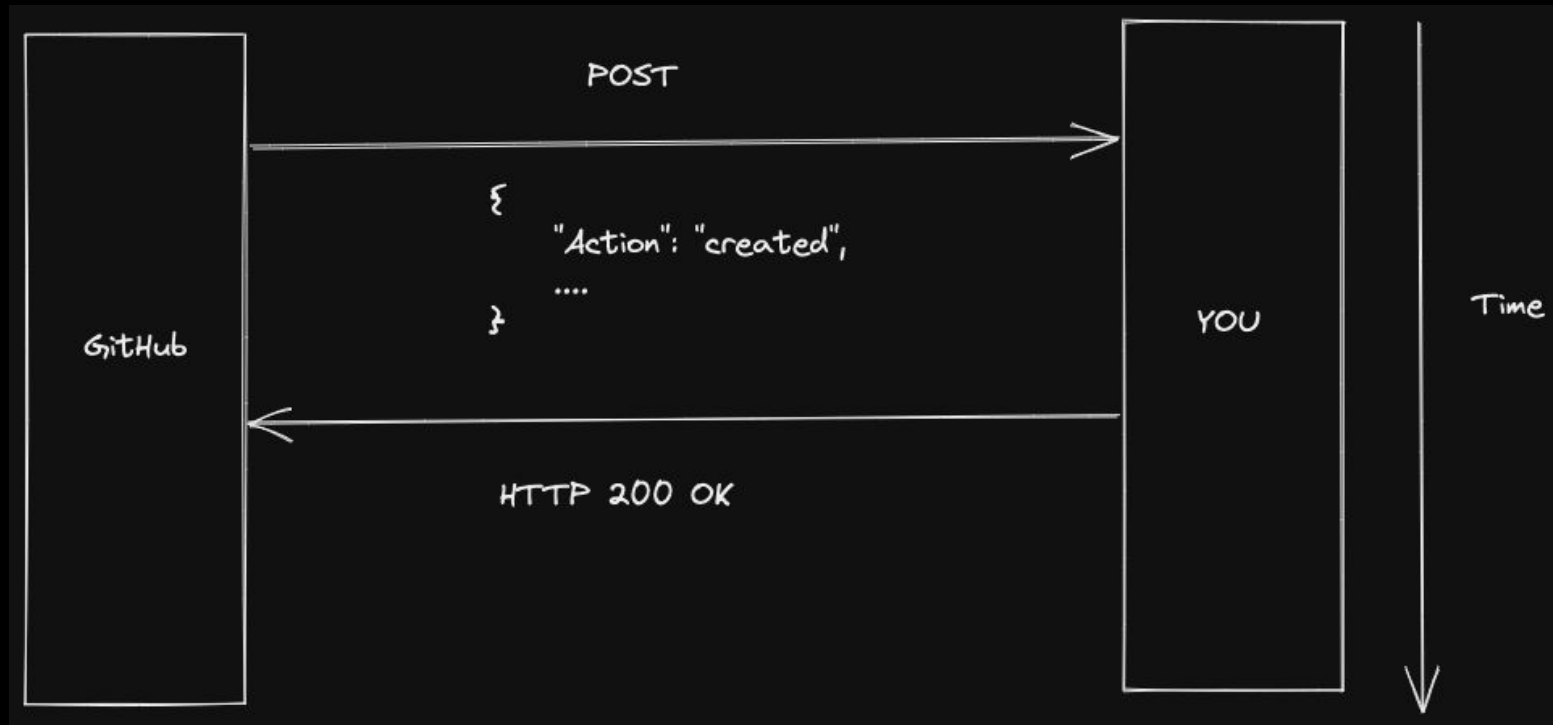 POST
{
"Action": "created",
....
}
GitHub
YOU
Time
HTTP 200 OK